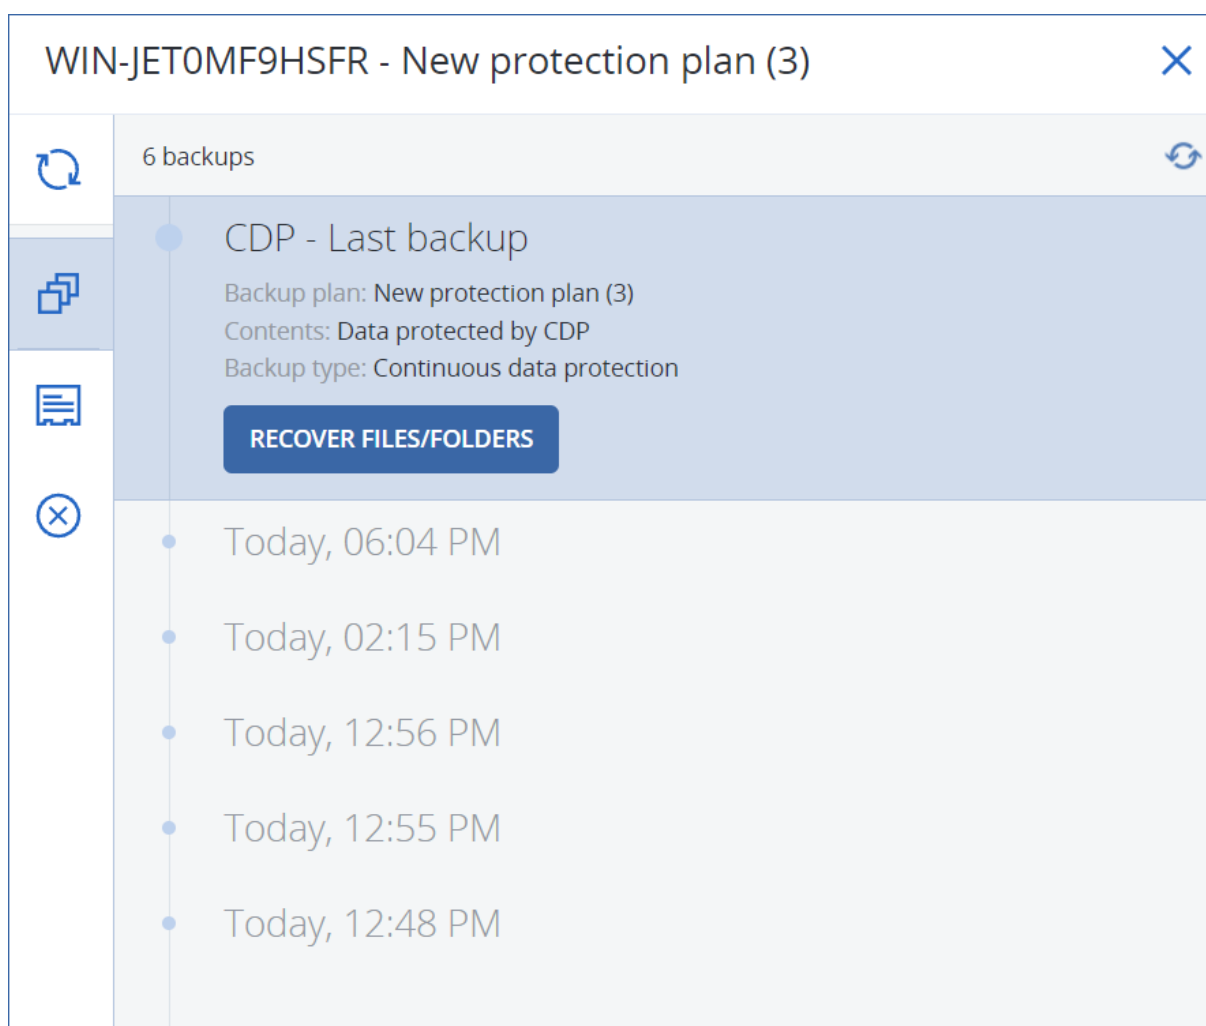 WIN-JET0MF9HSFR - New protection plan (3)
6 backups
CDP - Last backup
Backup plan: New protection plan (3)
Contents: Data protected by CDP
Backup type: Continuous data protection
RECOVER FILES/FOLDERS
Today, 06:04 PM
Today, 02:15 PM
Today, 12:56 PM
Today, 12:55 PM
Today, 12:48 PM